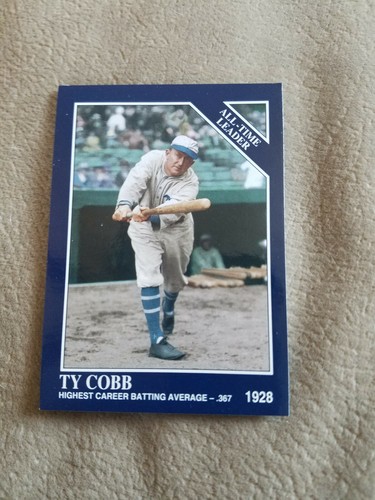 ALL-TIME
LEADER
TY COBB
HIGHEST CAREER BATTING AVERAGE – .367 1928